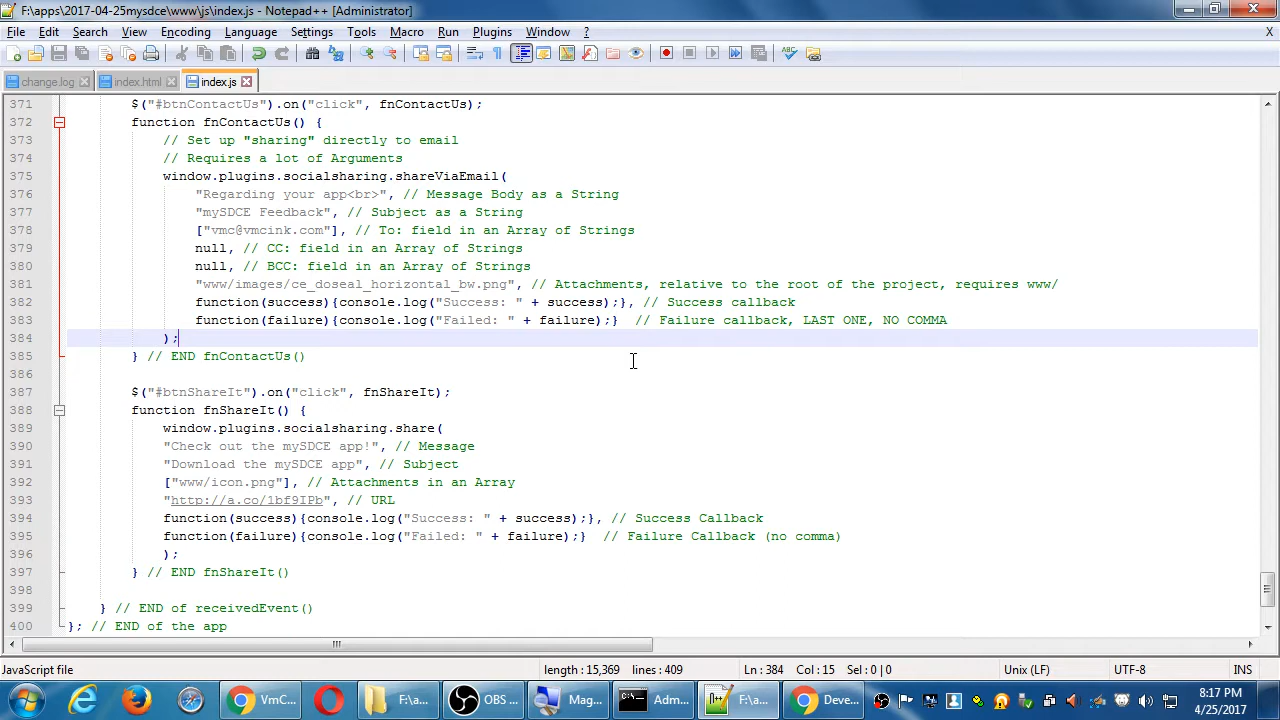 F:\apps\2017-04-25mysdce\www\js\index.js - Notepad++ [Administrator]
File Edit Search View Encoding Language Settings Tools Macro Run Plugins Window ? X
change.log index.html index.js
371 $("#btnContactUs").on("click", fnContactUs);
372 function fnContactUs() {
373 // Set up "sharing" directly to email
374 // Requires a lot of Arguments
375 window.plugins.socialsharing.shareViaEmail(
376 "Regarding your app<br>", // Message Body as a String
377 "mySDCE Feedback", // Subject as a String
378 ["vmc@vmcink.com"], // To: field in an Array of Strings
379 null, // CC: field in an Array of Strings
380 null, // BCC: field in an Array of Strings
381 "www/images/ce_doseal_horizontal_bw.png", // Attachments, relative to the root of the project, requires www/
382 function(success){console.log("Success: " + success);}, // Success callback
383 function(failure){console.log("Failed: " + failure);} // Failure callback, LAST ONE, NO COMMA
384 );
385 } // END fnContactUs()
386
387 $("#btnShareIt").on("click", fnShareIt);
388 function fnShareIt() {
389 window.plugins.socialsharing.share(
390 "Check out the mySDCE app!", // Message
391 "Download the mySDCE app", // Subject
392 ["www/icon.png"], // Attachments in an Array
393 "http://a.co/1bf9IPb", // URL
394 function(success){console.log("Success: " + success);}, // Success Callback
395 function(failure){console.log("Failed: " + failure);} // Failure Callback (no comma)
396 );
397 } // END fnShareIt()
398
399 } // END of receivedEvent()
400 }; // END of the app
JavaScript file length : 15,369 lines : 409 Ln : 384 Col : 15 Sel : 0 | 0 Unix (LF) UTF-8 INS
VmC... F:\a... OBS ... Mag... Adm... F:\a... Deve... 8:17 PM
4/25/2017